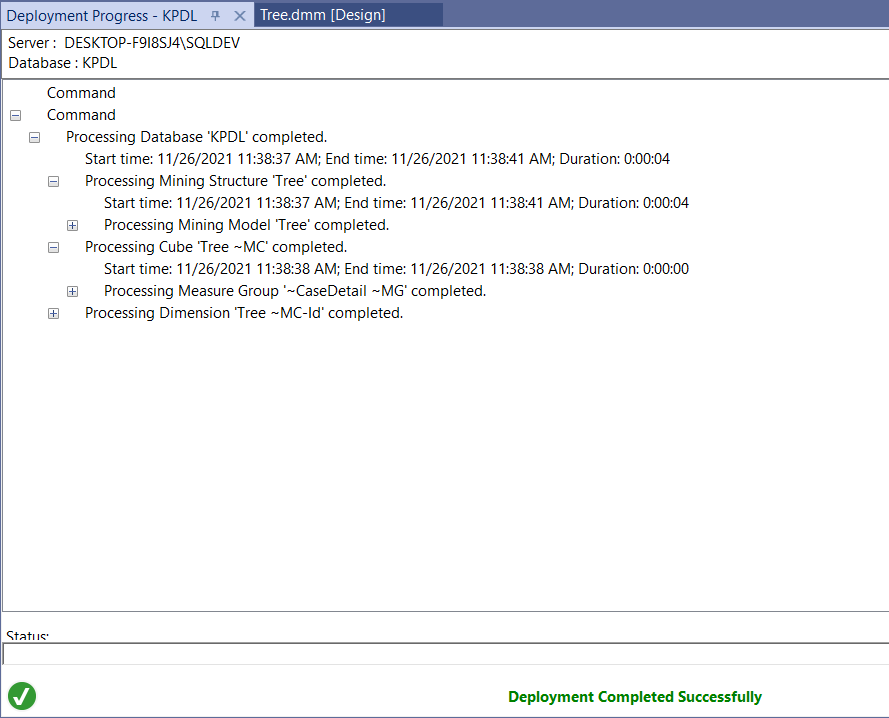 Deployment Progress - KPDL
Tree.dmm [Design]
Server : DESKTOP-F9I8SJ4\SQLDEV
Database : KPDL
Command
Command
Processing Database 'KPDL' completed.
Start time: 11/26/2021 11:38:37 AM; End time: 11/26/2021 11:38:41 AM; Duration: 0:00:04
Processing Mining Structure 'Tree' completed.
Start time: 11/26/2021 11:38:37 AM; End time: 11/26/2021 11:38:41 AM; Duration: 0:00:04
Processing Mining Model 'Tree' completed.
Processing Cube 'Tree ~MC' completed.
Start time: 11/26/2021 11:38:38 AM; End time: 11/26/2021 11:38:38 AM; Duration: 0:00:00
Processing Measure Group '~CaseDetail ~MG' completed.
Processing Dimension 'Tree ~MC-Id' completed.
Status:
Deployment Completed Successfully